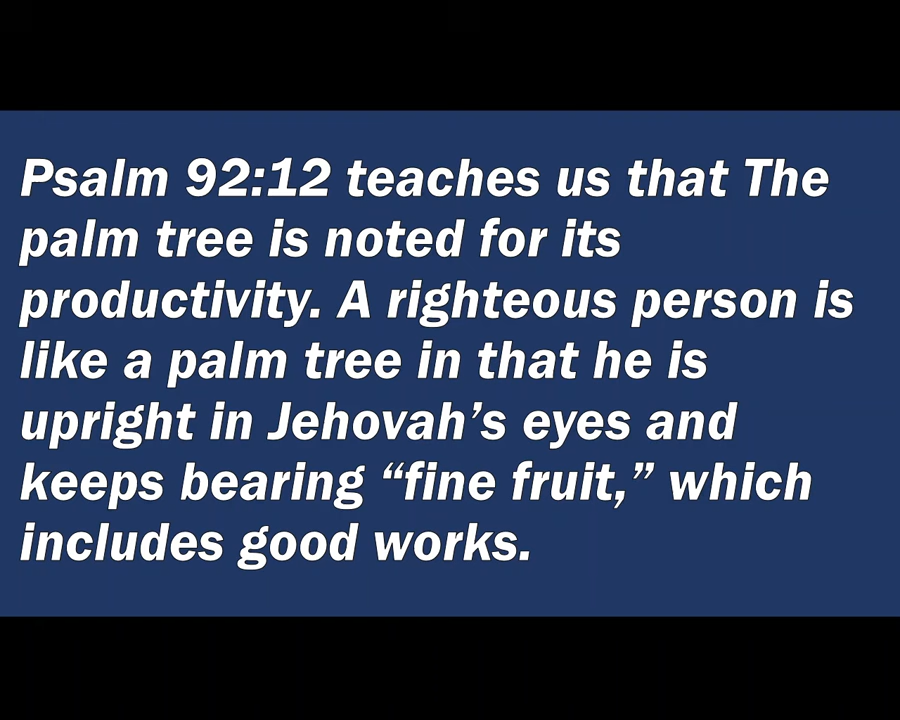 Psalm 92:12 teaches us that The
palm tree is noted for its
productivity. A righteous person is
like a palm tree in that he is
upright in Jehovah’s eyes and
keeps bearing “fine fruit,” which
includes good works.